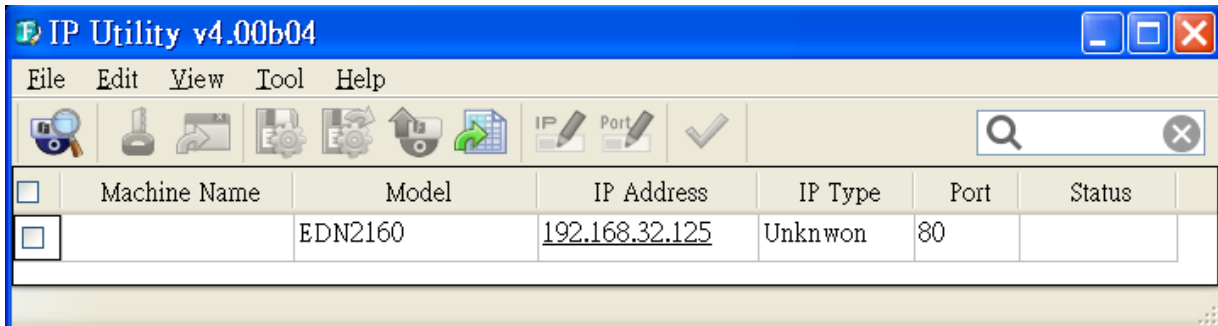 IP Utility v4.00b04
File Edit View Tool Help
IP Port
Machine Name Model IP Address IP Type Port Status
EDN2160 192.168.32.125 Unknwon 80